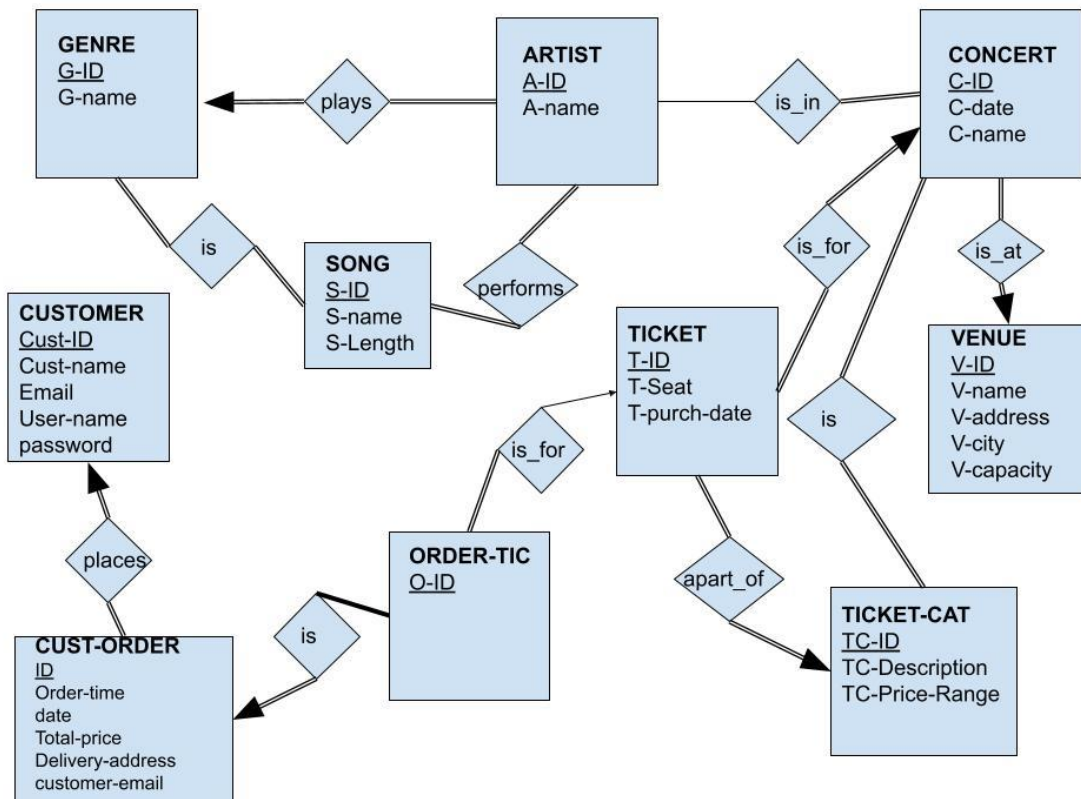 GENRE
G-ID
G-name
plays
ARTIST
A-ID
A-name
is_in
CONCERT
C-ID
C-date
C-name
is
SONG
S-ID
S-name
S-Length
performs
is_for
is_at
CUSTOMER
Cust-ID
Cust-name
Email
User-name
password
TICKET
T-ID
T-Seat
T-purch-date
VENUE
V-ID
V-name
V-address
V-city
V-capacity
is
is_for
places
ORDER-TIC
O-ID
apart_of
is
CUST-ORDER
ID
Order-time
date
Total-price
Delivery-address
customer-email
TICKET-CAT
TC-ID
TC-Description
TC-Price-Range